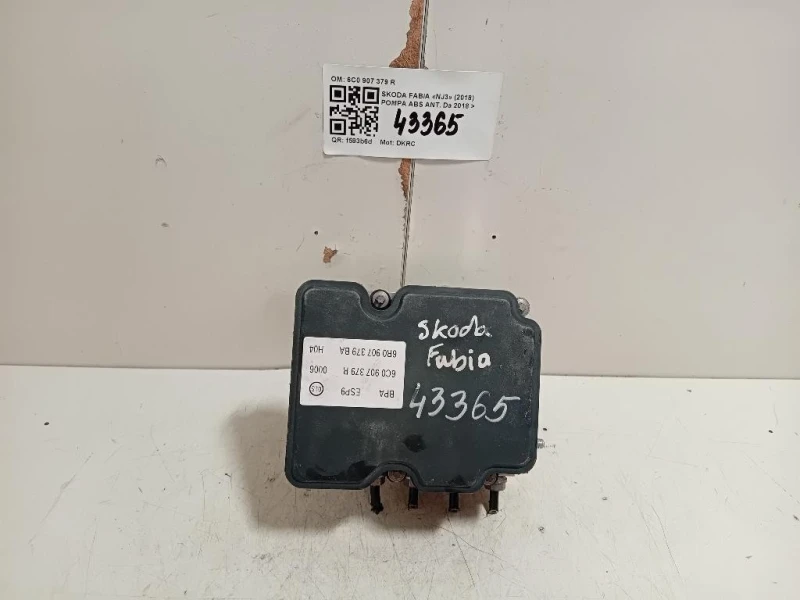 OM: 6C0 907 379 R
SKODA FABIA «NJ3» (2018)
POMPA ABS ANT. Da 2018 >
43365
QR: 1593b6d Mot: DKRC
Skoda
Fabia
43365
BPA ESP9
6C0 907 379 R 0006
6R0 907 379 BA H04